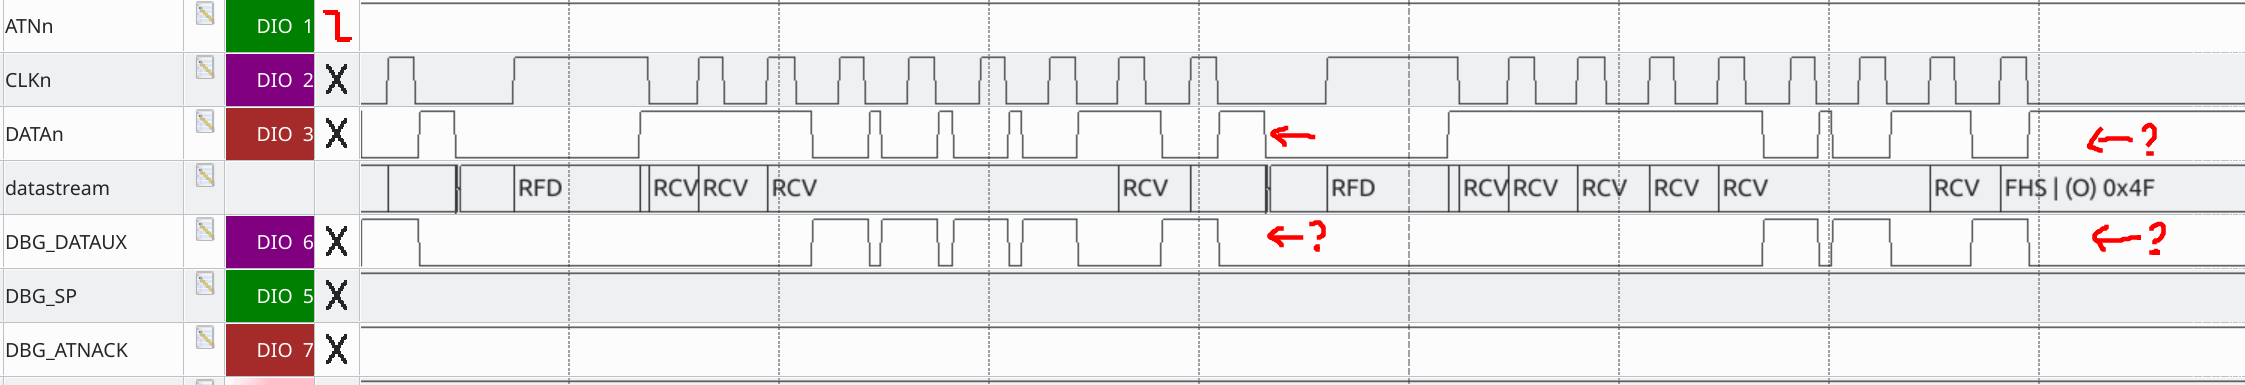 ATNn DIO 1
CLKn DIO 2 X
DATAn DIO 3 X ?
datastream RFD RCV RCV RCV RCV RFD RCV RCV RCV RCV RCV RCV FHS | (O) 0x4F
DBG_DATAUX DIO 6 X ? ?
DBG_SP DIO 5 X
DBG_ATNACK DIO 7 X